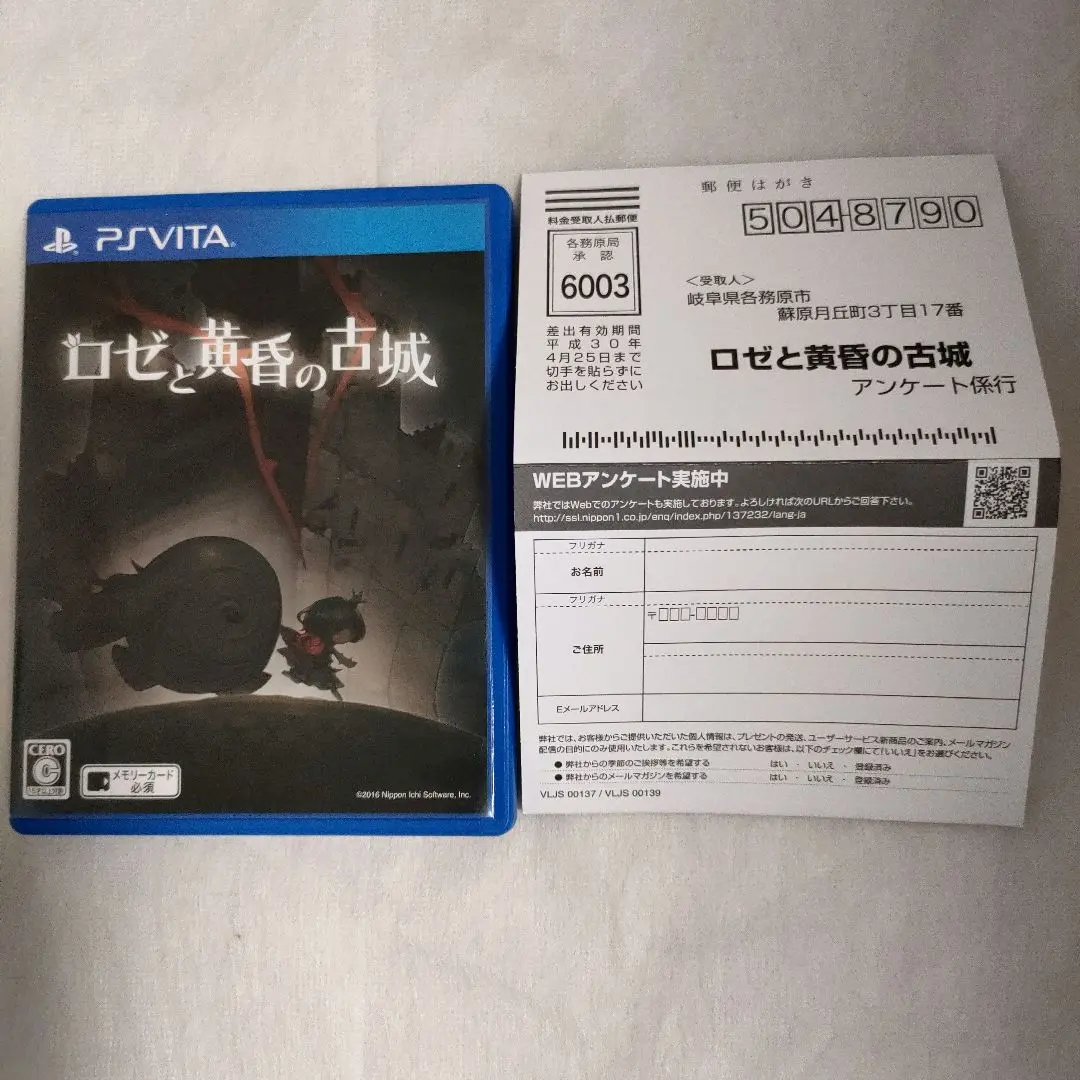 PSVITA
ロゼと黄昏の古城
CERO
C
15才以上対象
メモリーカード
必須
©2016 Nippon Ichi Software, Inc.
郵便はがき
5048790
料金受取人払郵便
各務原局
承認
6003
差出有効期間
平成30年
4月25日まで
切手を貼らずに
お出しください
＜受取人＞
岐阜県各務原市
蘇原月丘町3丁目17番
ロゼと黄昏の古城
アンケート係行
WEBアンケート実施中
弊社ではWebでのアンケートも実施しております。よろしければ次のURLからご回答下さい。
http://ssl.nippon1.co.jp/enq/index.php/137232/lang-ja
フリガナ
お名前
フリガナ
〒□□□-□□□□
ご住所
Eメールアドレス
弊社では、お客様からご提供いただいた個人情報は、プレゼントの発送、ユーザーサービス新商品のご案内、メールマガジン
配信の目的にのみ使用いたします。これらを希望されないお客様は、以下のチェック欄にて「いいえ」をお選びください。
●弊社からの季節のご挨拶等を希望する はい ・ いいえ ・ 登録済み
●弊社からのメールマガジンを希望する はい ・ いいえ ・ 登録済み
VLJS 00137 / VLJS 00139